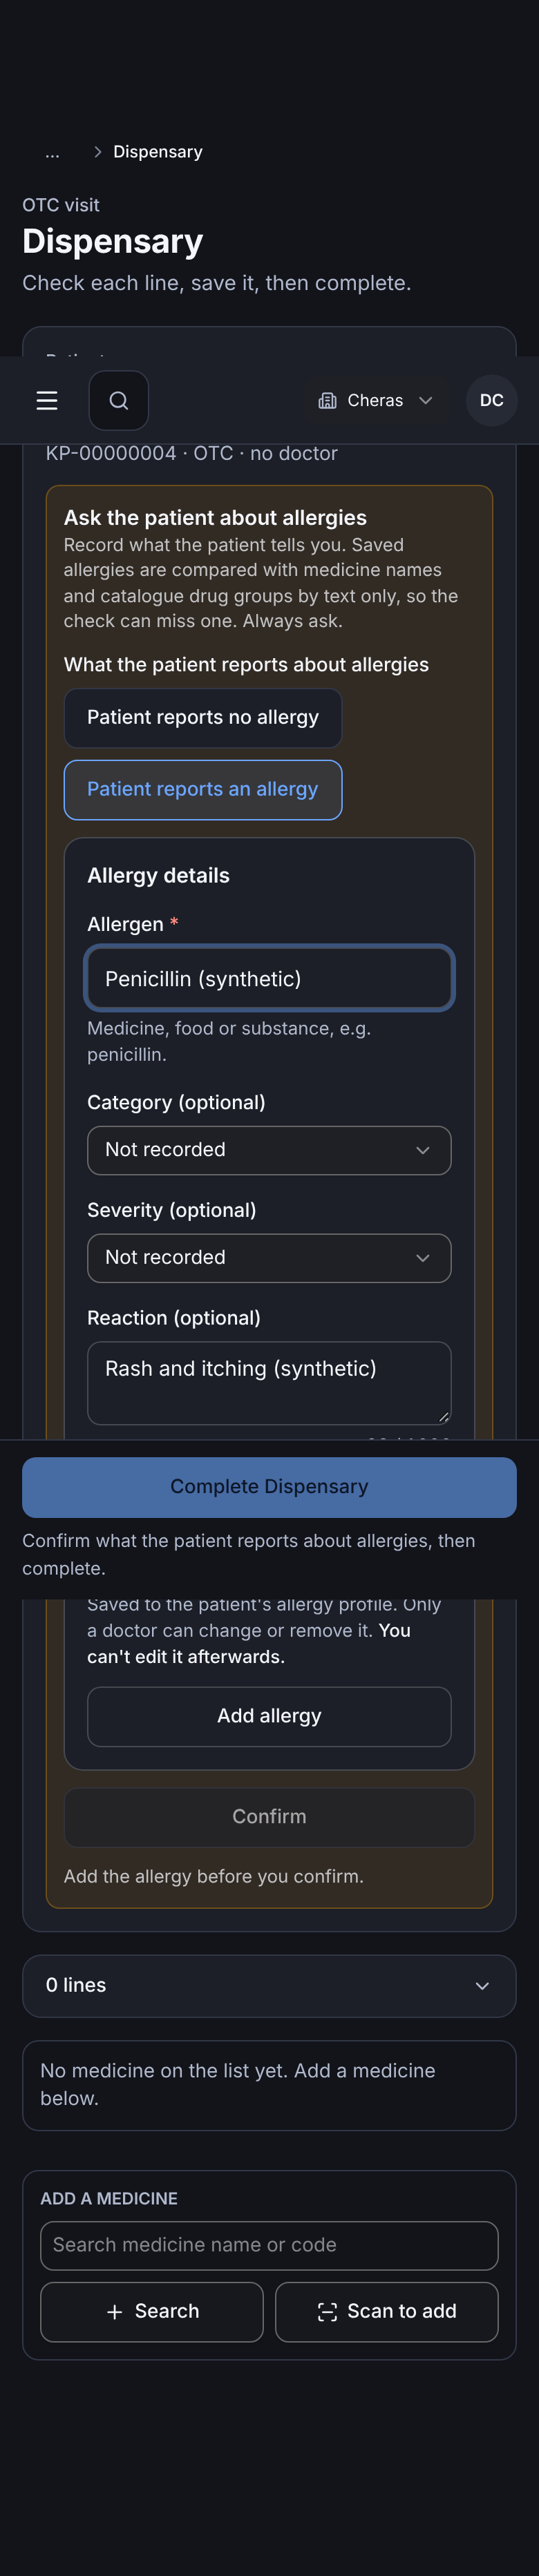 ... > Dispensary
OTC visit
Dispensary
Check each line, save it, then complete.
Cheras
DC
KP-00000004 · OTC · no doctor
Ask the patient about allergies
Record what the patient tells you. Saved
allergies are compared with medicine names
and catalogue drug groups by text only, so the
check can miss one. Always ask.
What the patient reports about allergies
Patient reports no allergy
Patient reports an allergy
Allergy details
Allergen *
Penicillin (synthetic)
Medicine, food or substance, e.g.
penicillin.
Category (optional)
Not recorded
Severity (optional)
Not recorded
Reaction (optional)
Rash and itching (synthetic)
Complete Dispensary
Confirm what the patient reports about allergies, then
complete.
Saved to the patient's allergy profile. Only
a doctor can change or remove it. You
can't edit it afterwards.
Add allergy
Confirm
Add the allergy before you confirm.
0 lines
No medicine on the list yet. Add a medicine
below.
ADD A MEDICINE
Search medicine name or code
Search
Scan to add